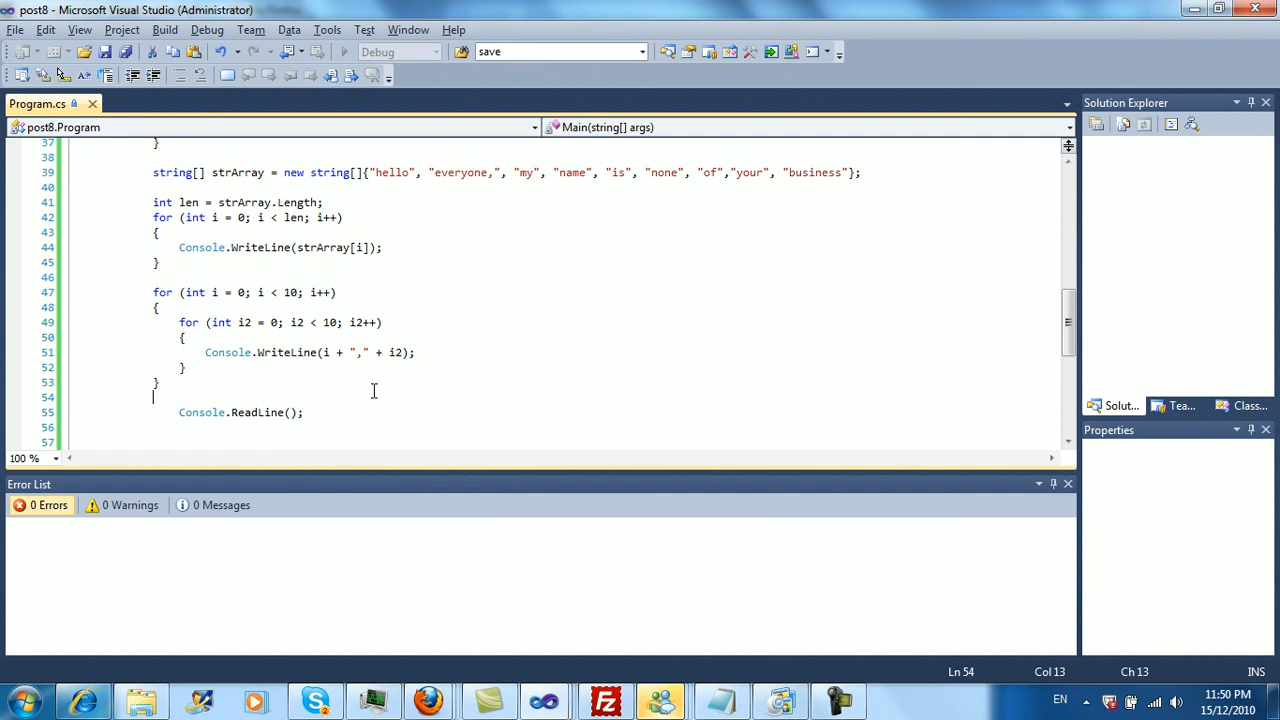 post8 - Microsoft Visual Studio (Administrator)
File Edit View Project Build Debug Team Data Tools Test Window Help
Debug save
Program.cs
Solution Explorer
post8.Program Main(string[] args)
37 }
38
39 string[] strArray = new string[]{"hello", "everyone,", "my", "name", "is", "none", "of","your", "business"};
40
41 int len = strArray.Length;
42 for (int i = 0; i < len; i++)
43 {
44 Console.WriteLine(strArray[i]);
45 }
46
47 for (int i = 0; i < 10; i++)
48 {
49 for (int i2 = 0; i2 < 10; i2++)
50 {
51 Console.WriteLine(i + "," + i2);
52 }
53 }
54
55 Console.ReadLine();
56
57
Solut... Tea... Class...
Properties
100 %
Error List
0 Errors 0 Warnings 0 Messages
Ln 54 Col 13 Ch 13 INS
EN
11:50 PM
15/12/2010